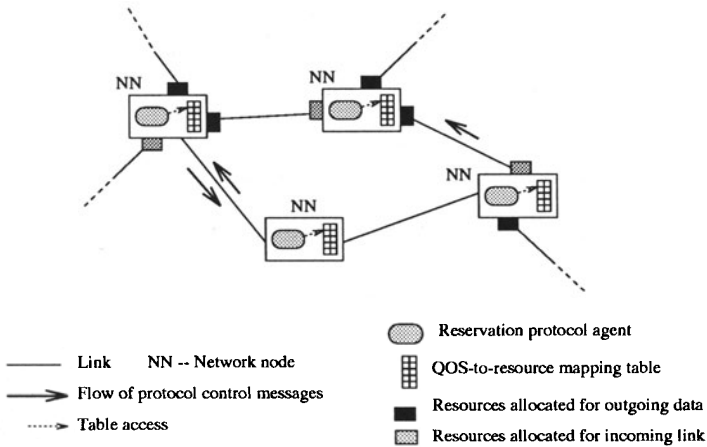 NN
NN
NN
NN
Reservation protocol agent
Link NN -- Network node
QOS-to-resource mapping table
Flow of protocol control messages
Resources allocated for outgoing data
Table access
Resources allocated for incoming link